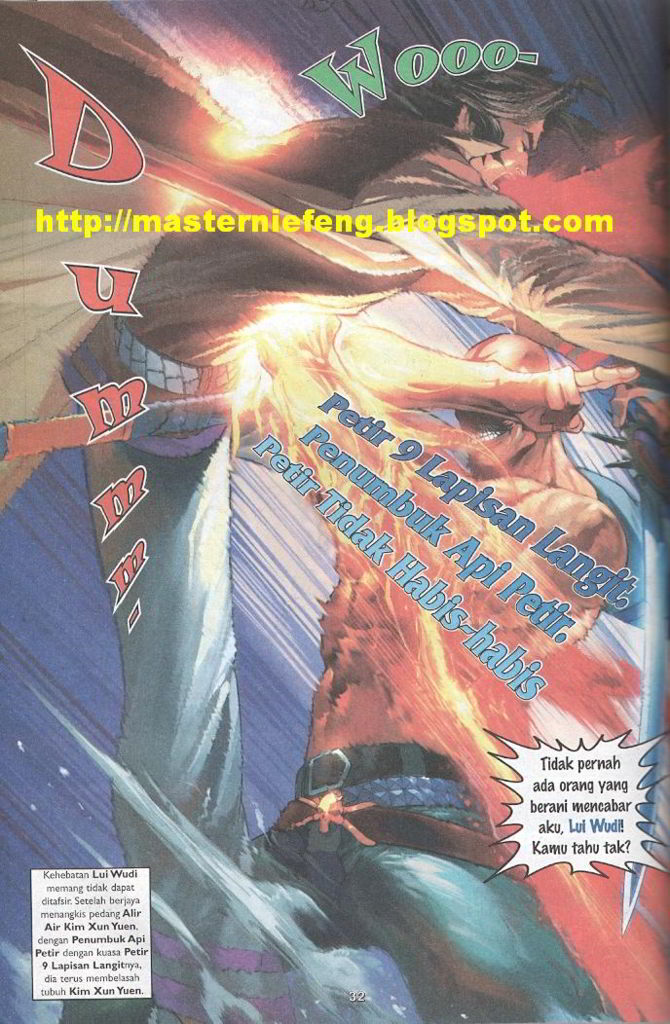 Wooo-
Dummm-
http://masterniefeng.blogspot.com
Petir 9 Lapisan Langit,
Penumbuk Api Petir,
Petir Tidak Habis-habis
Tidak pernah
ada orang yang
berani mencabar
aku, Lui Wudi!
Kamu tahu tak?
Kehebatan Lui Wudi
memang tidak dapat
ditafsir. Setelah berjaya
menangkis pedang Alir
Air Kim Xun Yuen,
dengan Penumbuk Api
Petir dengan kuasa Petir
9 Lapisan Langitnya,
dia terus membelasah
tubuh Kim Xun Yuen.
32